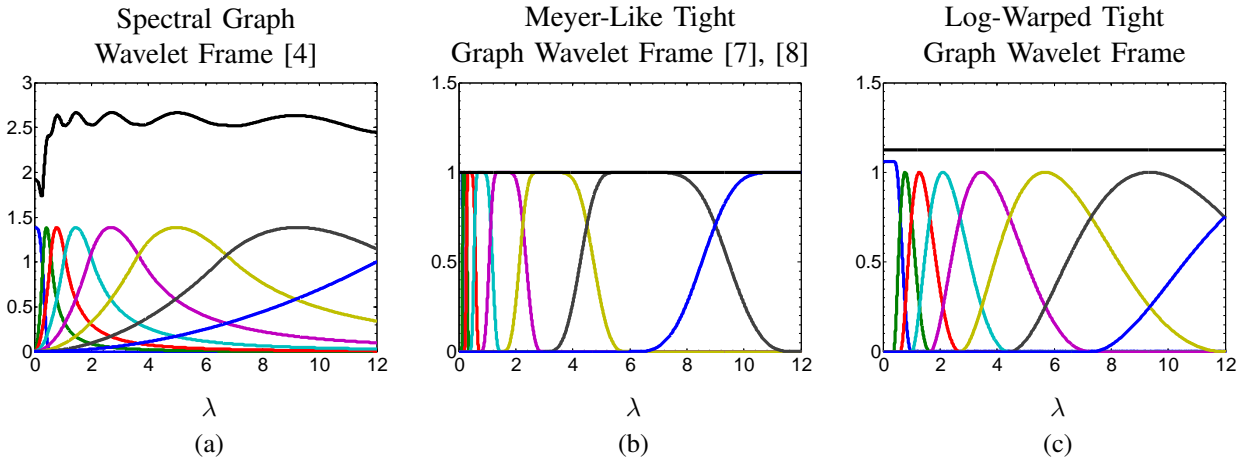 Spectral Graph
Wavelet Frame [4]
3
2.5
2
1.5
1
0.5
0
0 2 4 6 8 10 12
λ
(a)
Meyer-Like Tight
Graph Wavelet Frame [7], [8]
1.5
1
0.5
0
0 2 4 6 8 10 12
λ
(b)
Log-Warped Tight
Graph Wavelet Frame
1.5
1
0.5
0
0 2 4 6 8 10 12
λ
(c)